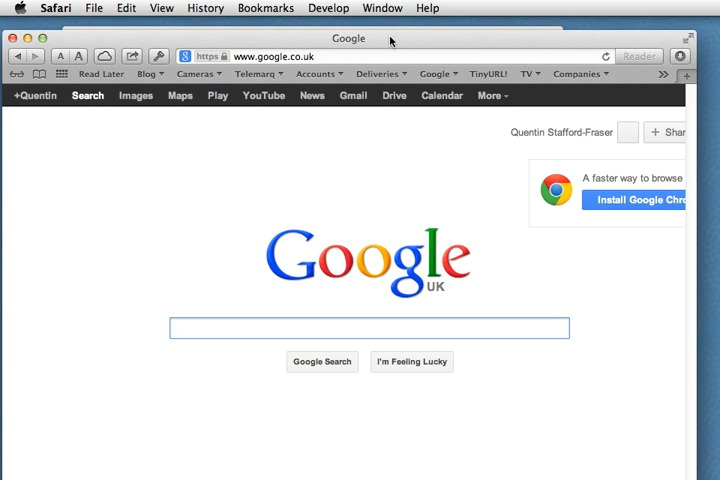 Safari File Edit View History Bookmarks Develop Window Help
Google
A A https www.google.co.uk Reader
Read Later Blog Cameras Telemarq Accounts Deliveries Google TinyURL! TV Companies
+Quentin Search Images Maps Play YouTube News Gmail Drive Calendar More
Quentin Stafford-Fraser + Shar
A faster way to browse
Install Google Chro
Google
UK
Google Search I'm Feeling Lucky